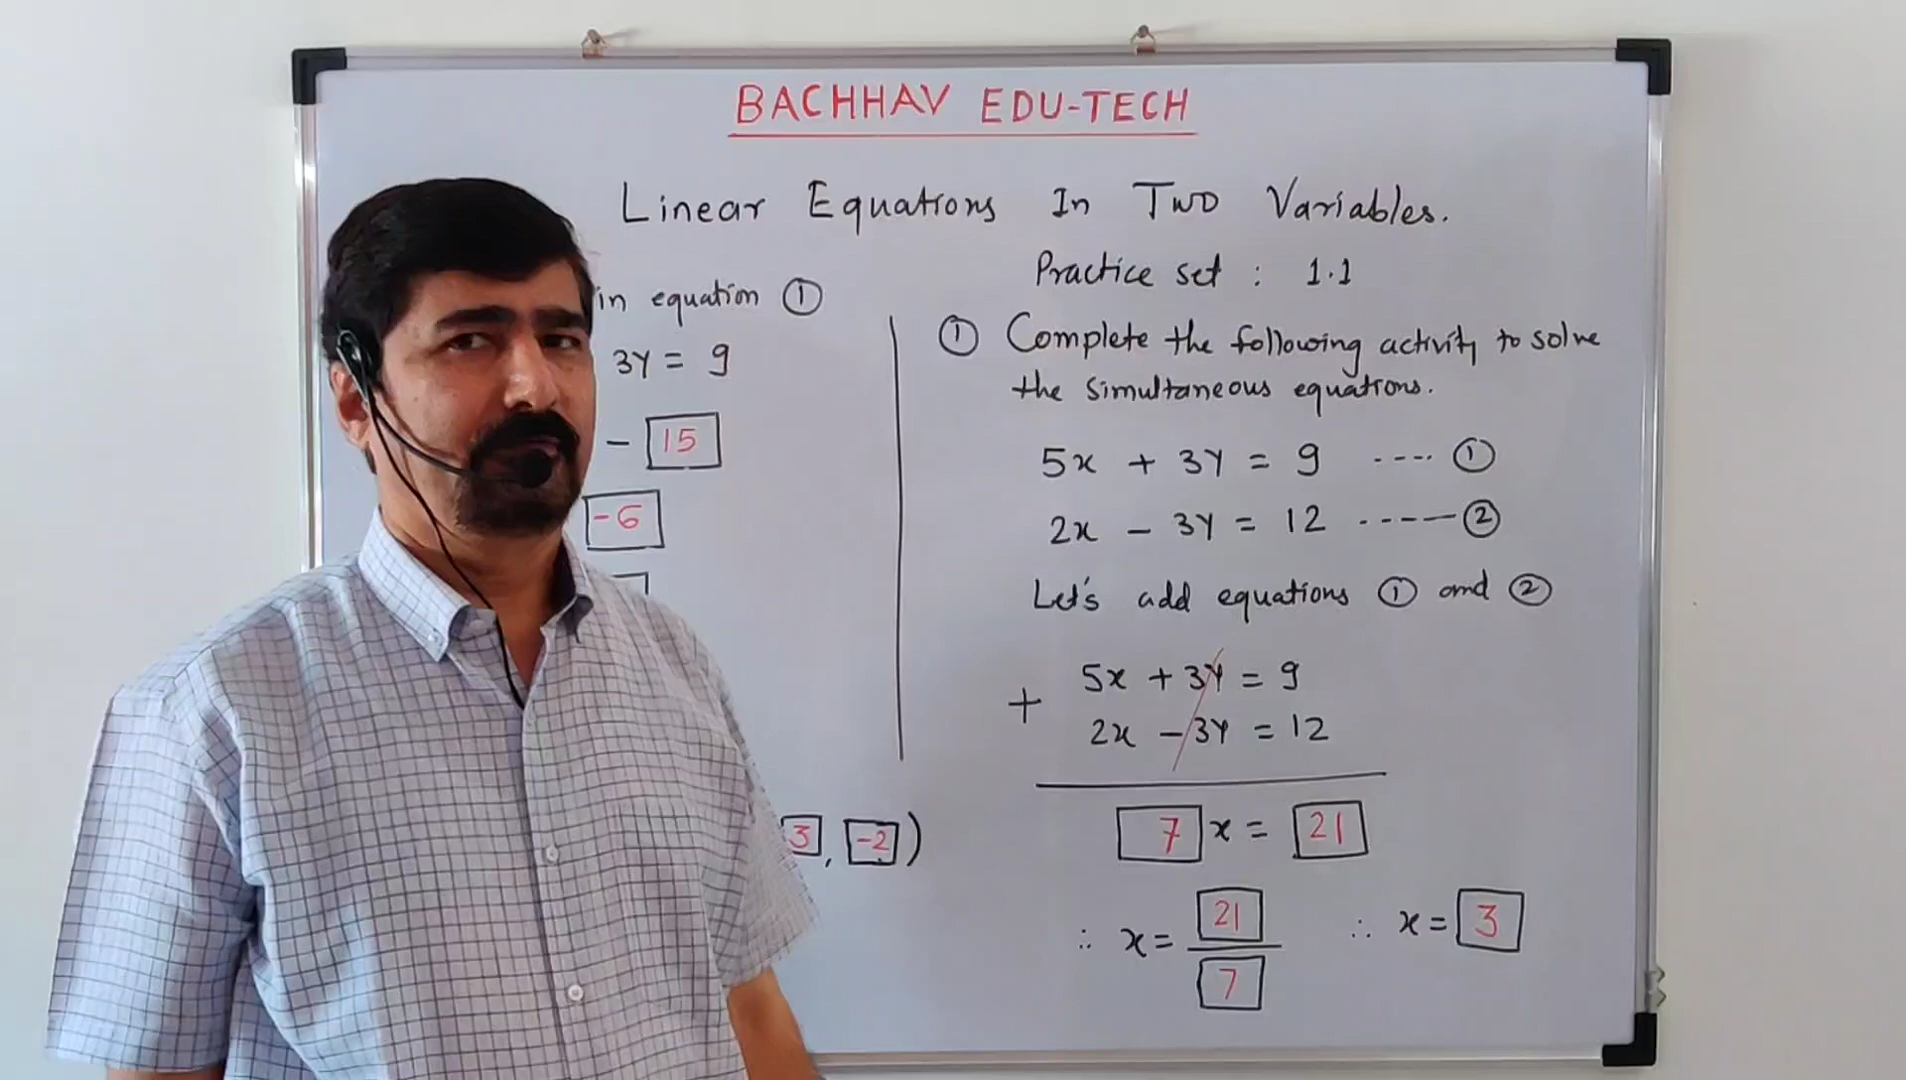 BACHHAV EDU-TECH
Linear Equations In Two Variables.
in equation ①
3y = 9
- 15
-6
3, -2)
Practice set : 1.1
① Complete the following activity to solve
the simultaneous equations.
5x + 3y = 9 ---- ①
2x - 3y = 12 ----- ②
Let's add equations ① and ②
5x + 3y = 9
+
2x - 3y = 12
7 x = 21
∴ x = 21/7 ∴ x = 3